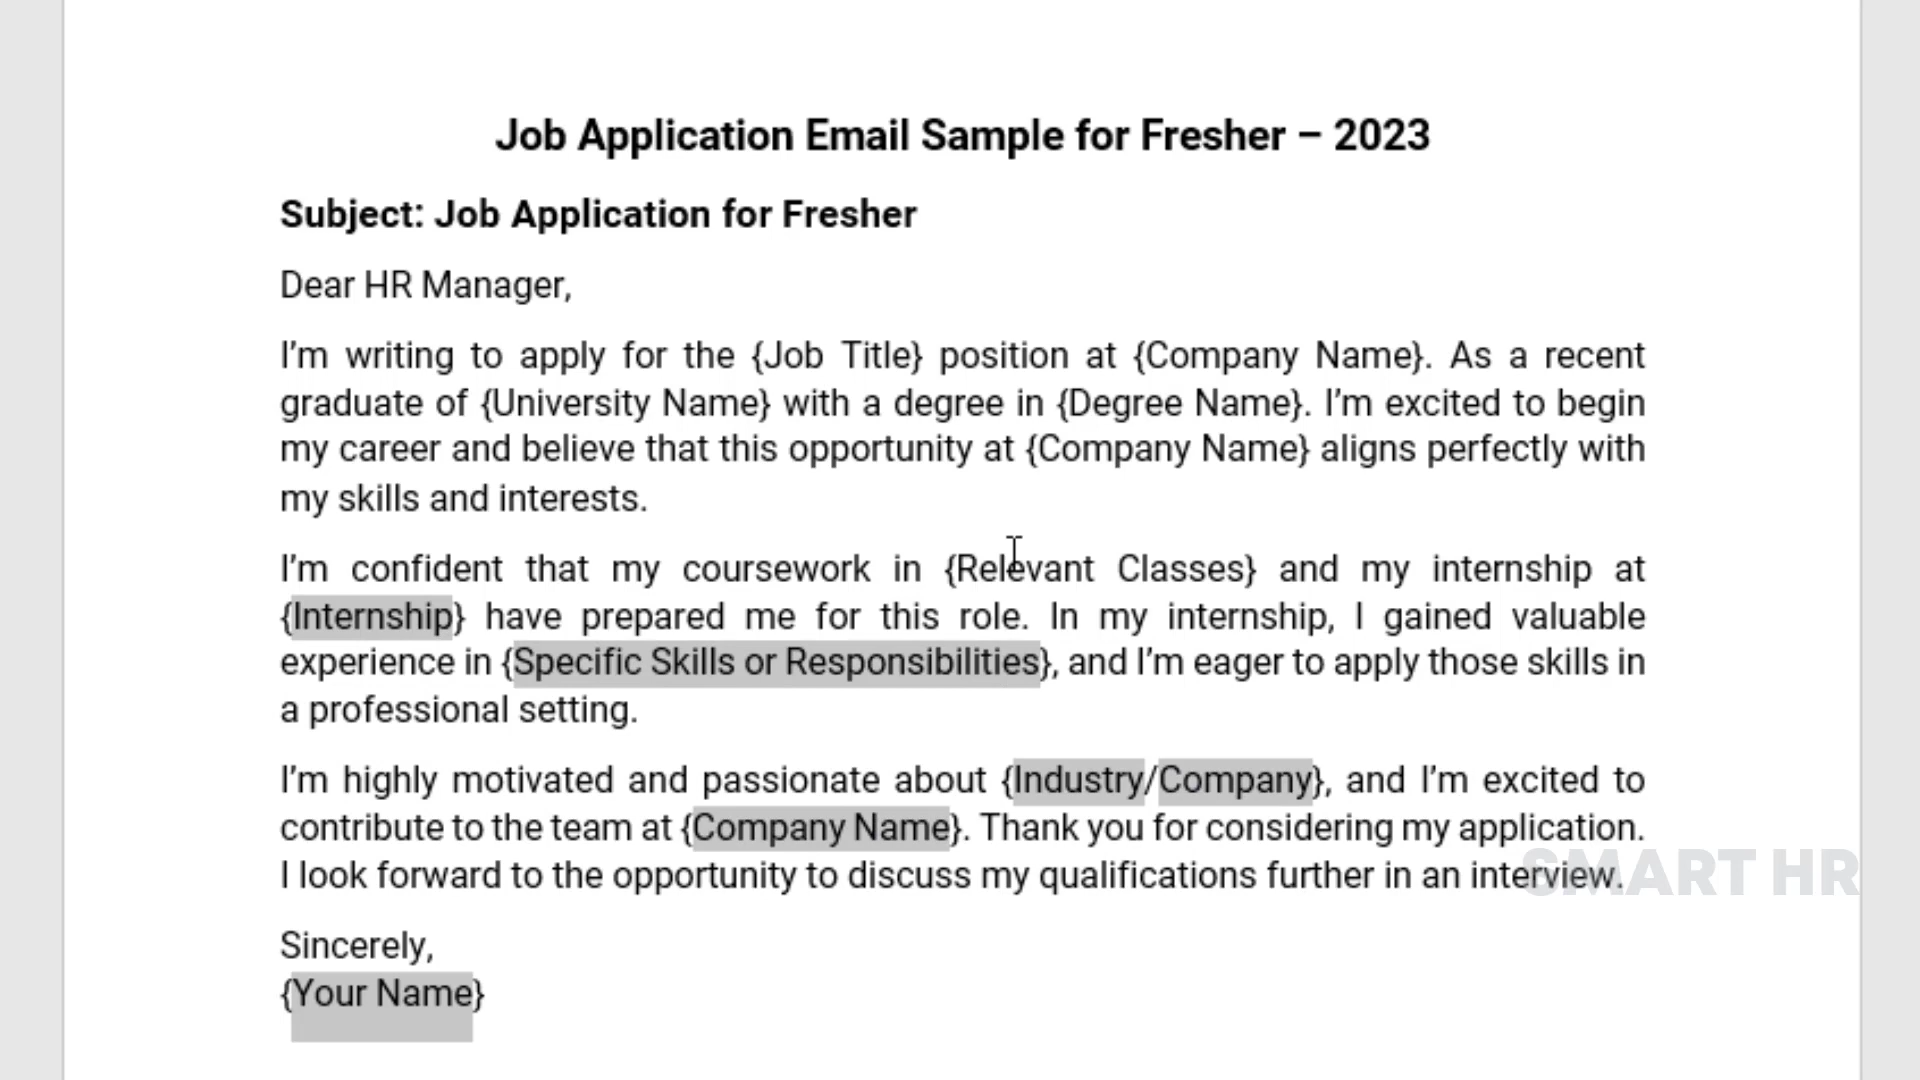 Job Application Email Sample for Fresher – 2023
Subject: Job Application for Fresher
Dear HR Manager,
I’m writing to apply for the {Job Title} position at {Company Name}. As a recent
graduate of {University Name} with a degree in {Degree Name}. I’m excited to begin
my career and believe that this opportunity at {Company Name} aligns perfectly with
my skills and interests.
I’m confident that my coursework in {Relevant Classes} and my internship at
{Internship} have prepared me for this role. In my internship, I gained valuable
experience in {Specific Skills or Responsibilities}, and I’m eager to apply those skills in
a professional setting.
I’m highly motivated and passionate about {Industry/Company}, and I’m excited to
contribute to the team at {Company Name}. Thank you for considering my application.
I look forward to the opportunity to discuss my qualifications further in an interview.
SMART HR
Sincerely,
{Your Name}